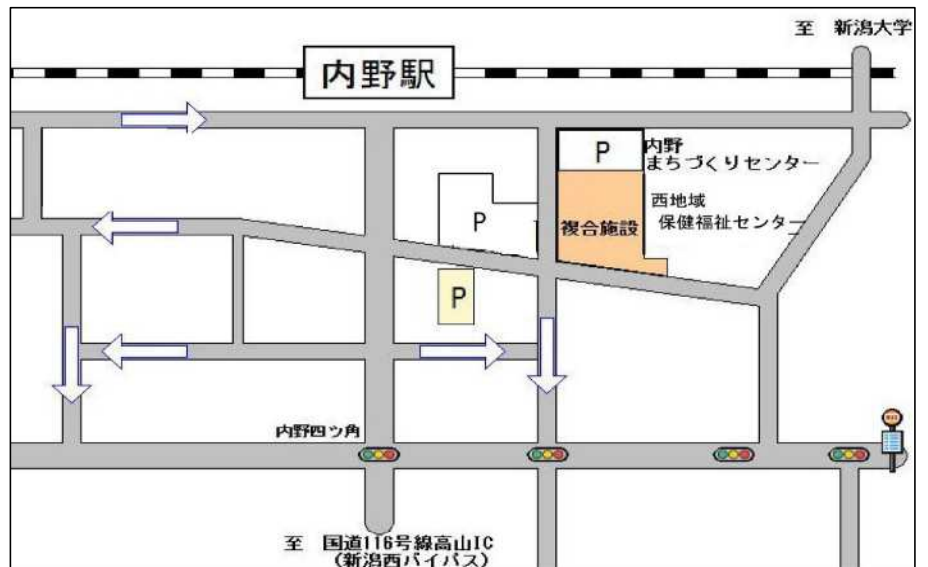 至 新潟大学
内野駅
P
内野
まちづくりセンター
西地域
保健福祉センター
複合施設
P
P
内野四ツ角
至 国道116号線高山IC
(新潟西バイパス)